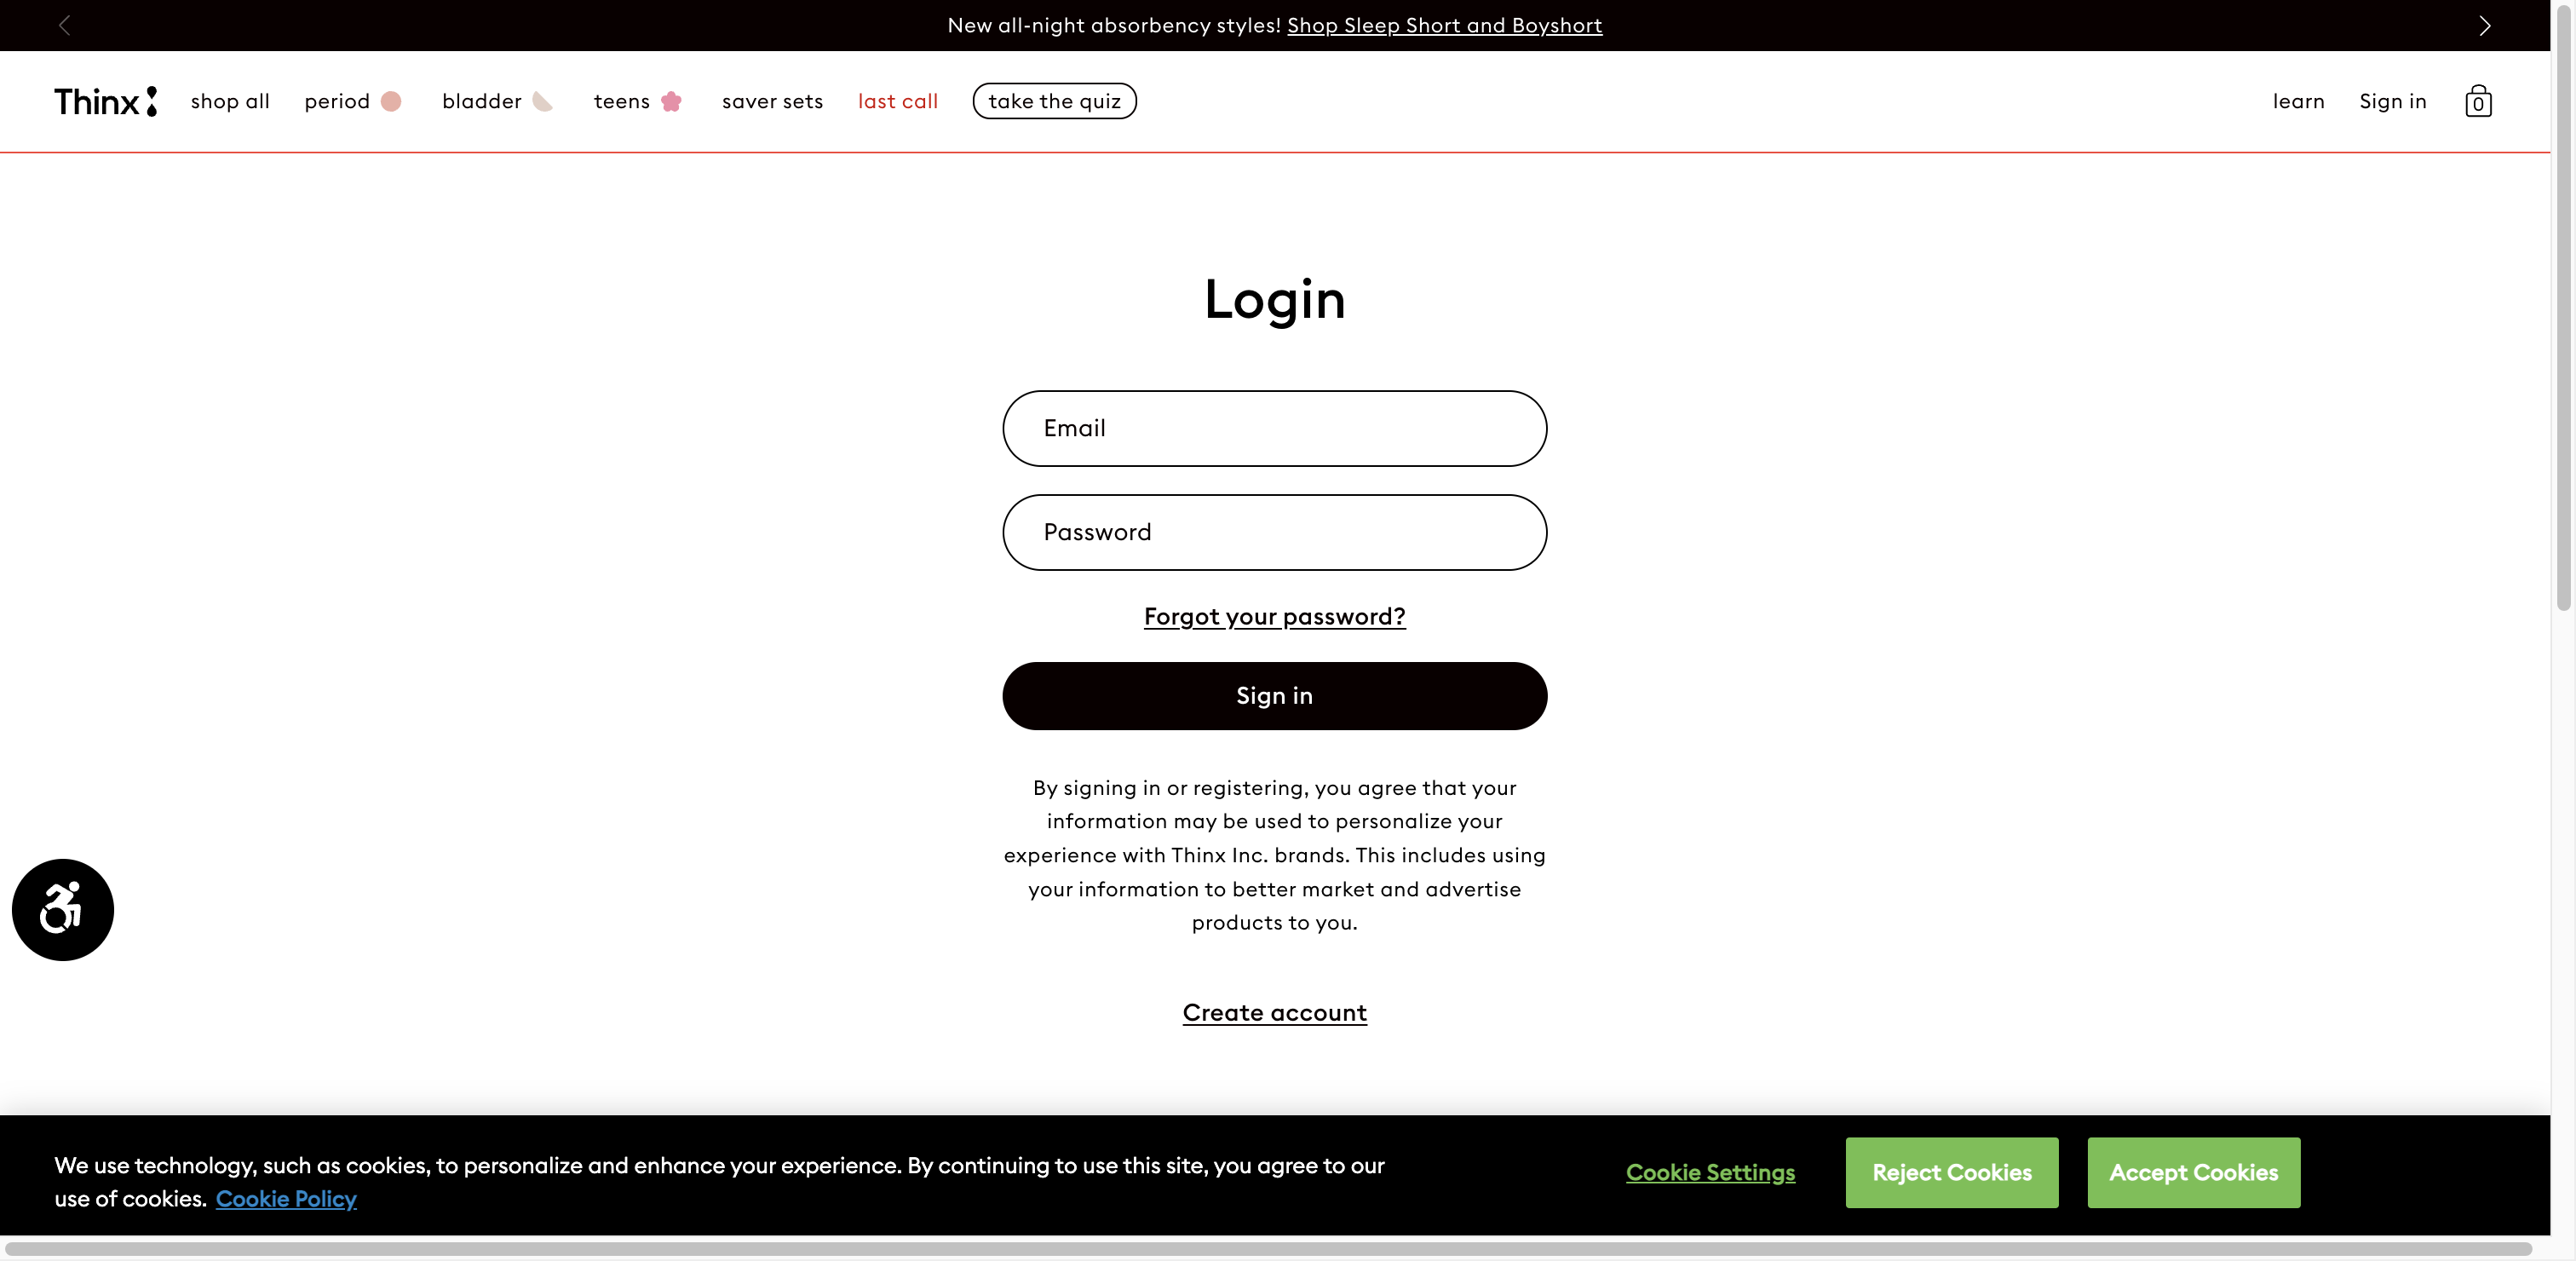 New all-night absorbency styles! Shop Sleep Short and Boyshort
Thinx shop all period bladder teens saver sets last call take the quiz learn Sign in 0
Login
Email
Password
Forgot your password?
Sign in
By signing in or registering, you agree that your
information may be used to personalize your
experience with Thinx Inc. brands. This includes using
your information to better market and advertise
products to you.
Create account
We use technology, such as cookies, to personalize and enhance your experience. By continuing to use this site, you agree to our
use of cookies. Cookie Policy
Cookie Settings Reject Cookies Accept Cookies